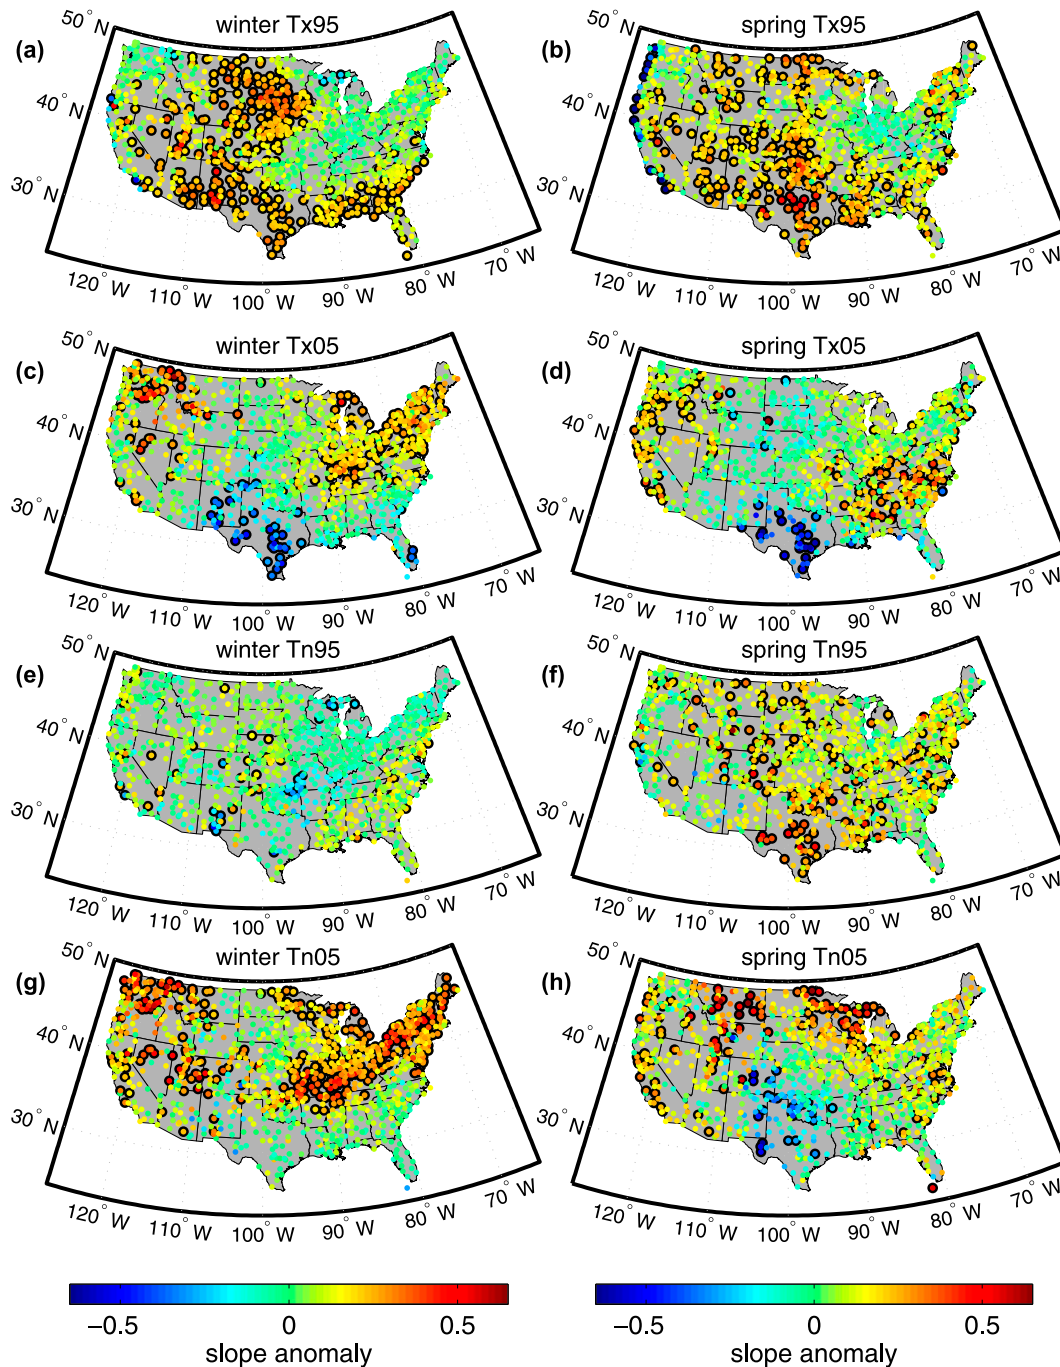 (a) winter Tx95
50° N
40° N
30° N
120° W 110° W 100° W 90° W 80° W 70° W
(b) spring Tx95
50° N
40° N
30° N
120° W 110° W 100° W 90° W 80° W 70° W
(c) winter Tx05
50° N
40° N
30° N
120° W 110° W 100° W 90° W 80° W 70° W
(d) spring Tx05
50° N
40° N
30° N
120° W 110° W 100° W 90° W 80° W 70° W
(e) winter Tn95
50° N
40° N
30° N
120° W 110° W 100° W 90° W 80° W 70° W
(f) spring Tn95
50° N
40° N
30° N
120° W 110° W 100° W 90° W 80° W 70° W
(g) winter Tn05
50° N
40° N
30° N
120° W 110° W 100° W 90° W 80° W 70° W
(h) spring Tn05
50° N
40° N
30° N
120° W 110° W 100° W 90° W 80° W 70° W
−0.5 0 0.5
slope anomaly
−0.5 0 0.5
slope anomaly